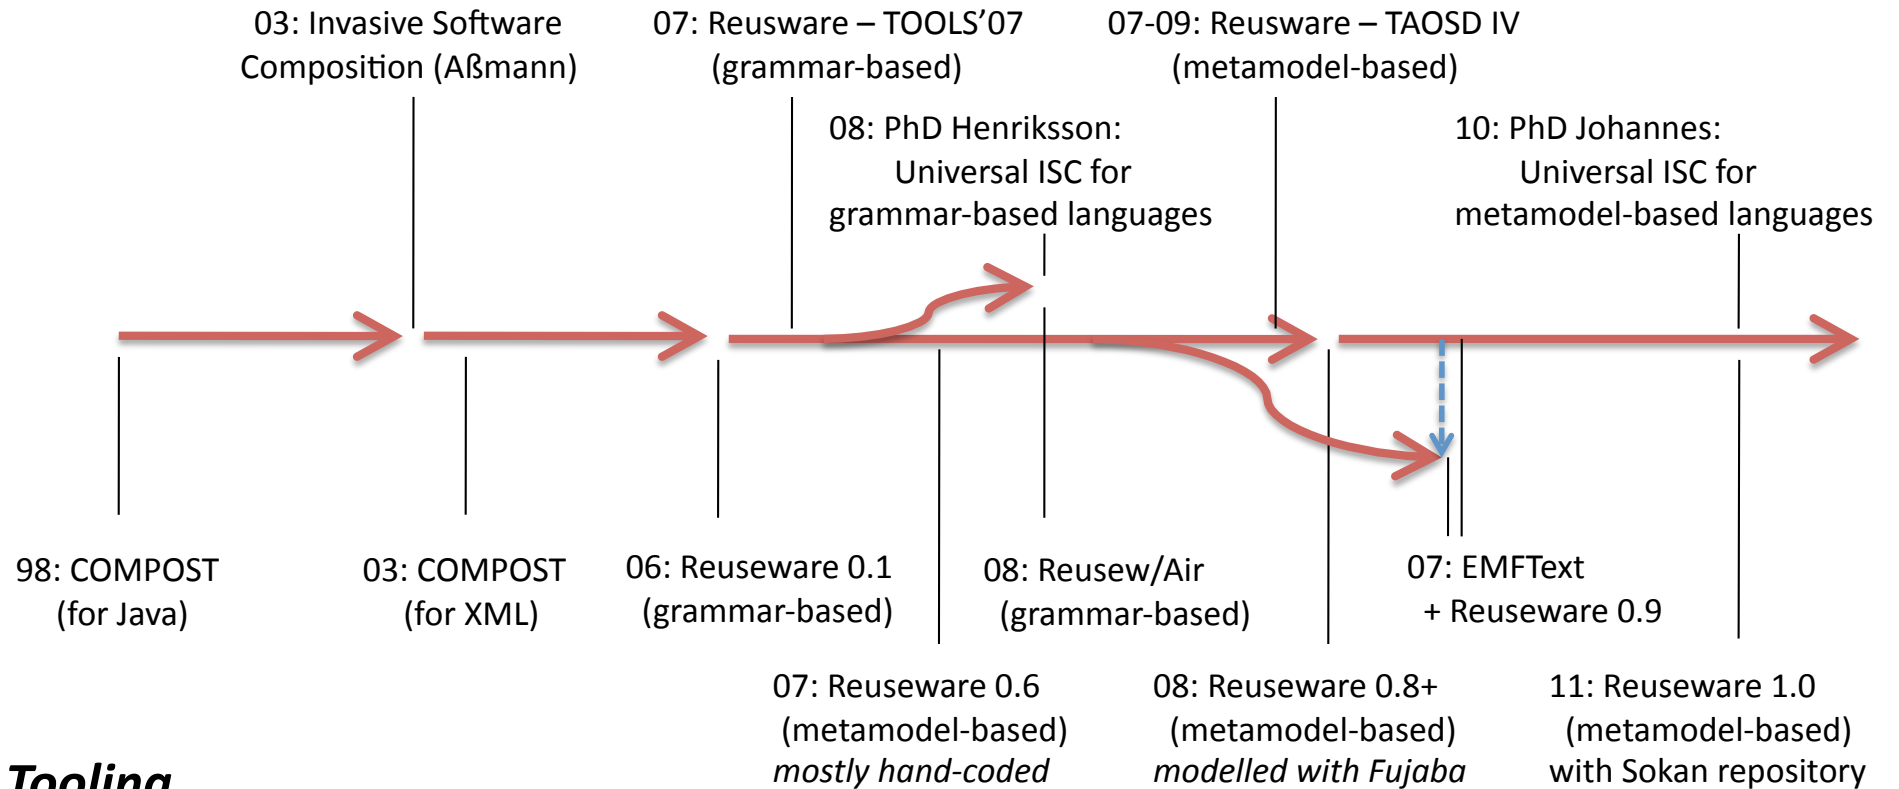 03: Invasive Software
Composition (Aßmann)
07: Reusware – TOOLS’07
(grammar-based)
07-09: Reusware – TAOSD IV
(metamodel-based)
08: PhD Henriksson:
Universal ISC for
grammar-based languages
10: PhD Johannes:
Universal ISC for
metamodel-based languages
98: COMPOST
(for Java)
03: COMPOST
(for XML)
06: Reuseware 0.1
(grammar-based)
08: Reusew/Air
(grammar-based)
07: EMFText
+ Reuseware 0.9
07: Reuseware 0.6
(metamodel-based)
mostly hand-coded
08: Reuseware 0.8+
(metamodel-based)
modelled with Fujaba
11: Reuseware 1.0
(metamodel-based)
with Sokan repository
Tooling